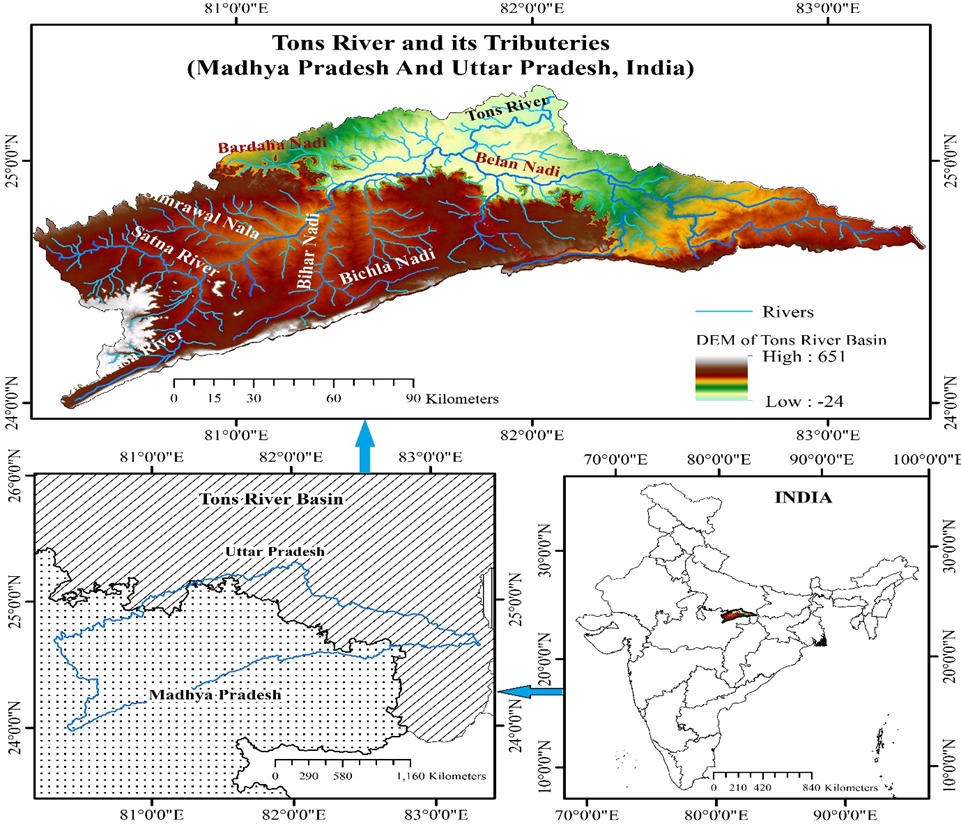 81°0'0"E 82°0'0"E 83°0'0"E
Tons River and its Tributeries
(Madhya Pradesh And Uttar Pradesh, India)
Tons River
Bardaha Nadi
Belan Nadi
25°0'0"N 25°0'0"N
Nala
Satna River
Bihar Nadi
Bichla Nadi
River
Rivers
DEM of Tons River Basin
High : 651
Low : -24
0 15 30 60 90 Kilometers
24°0'0"N 24°0'0"N
81°0'0"E 82°0'0"E 83°0'0"E
81°0'0"E 82°0'0"E 83°0'0"E
26°0'0"N
Tons River Basin
Uttar Pradesh
25°0'0"N 25°0'0"N
Madhya Pradesh
24°0'0"N 24°0'0"N
0 290 580 1,160 Kilometers
81°0'0"E 82°0'0"E 83°0'0"E
70°0'0"E 80°0'0"E 90°0'0"E 100°0'0"E
INDIA
30°0'0"N 30°0'0"N
20°0'0"N 20°0'0"N
10°0'0"N 10°0'0"N
0 210 420 840 Kilometers
70°0'0"E 80°0'0"E 90°0'0"E